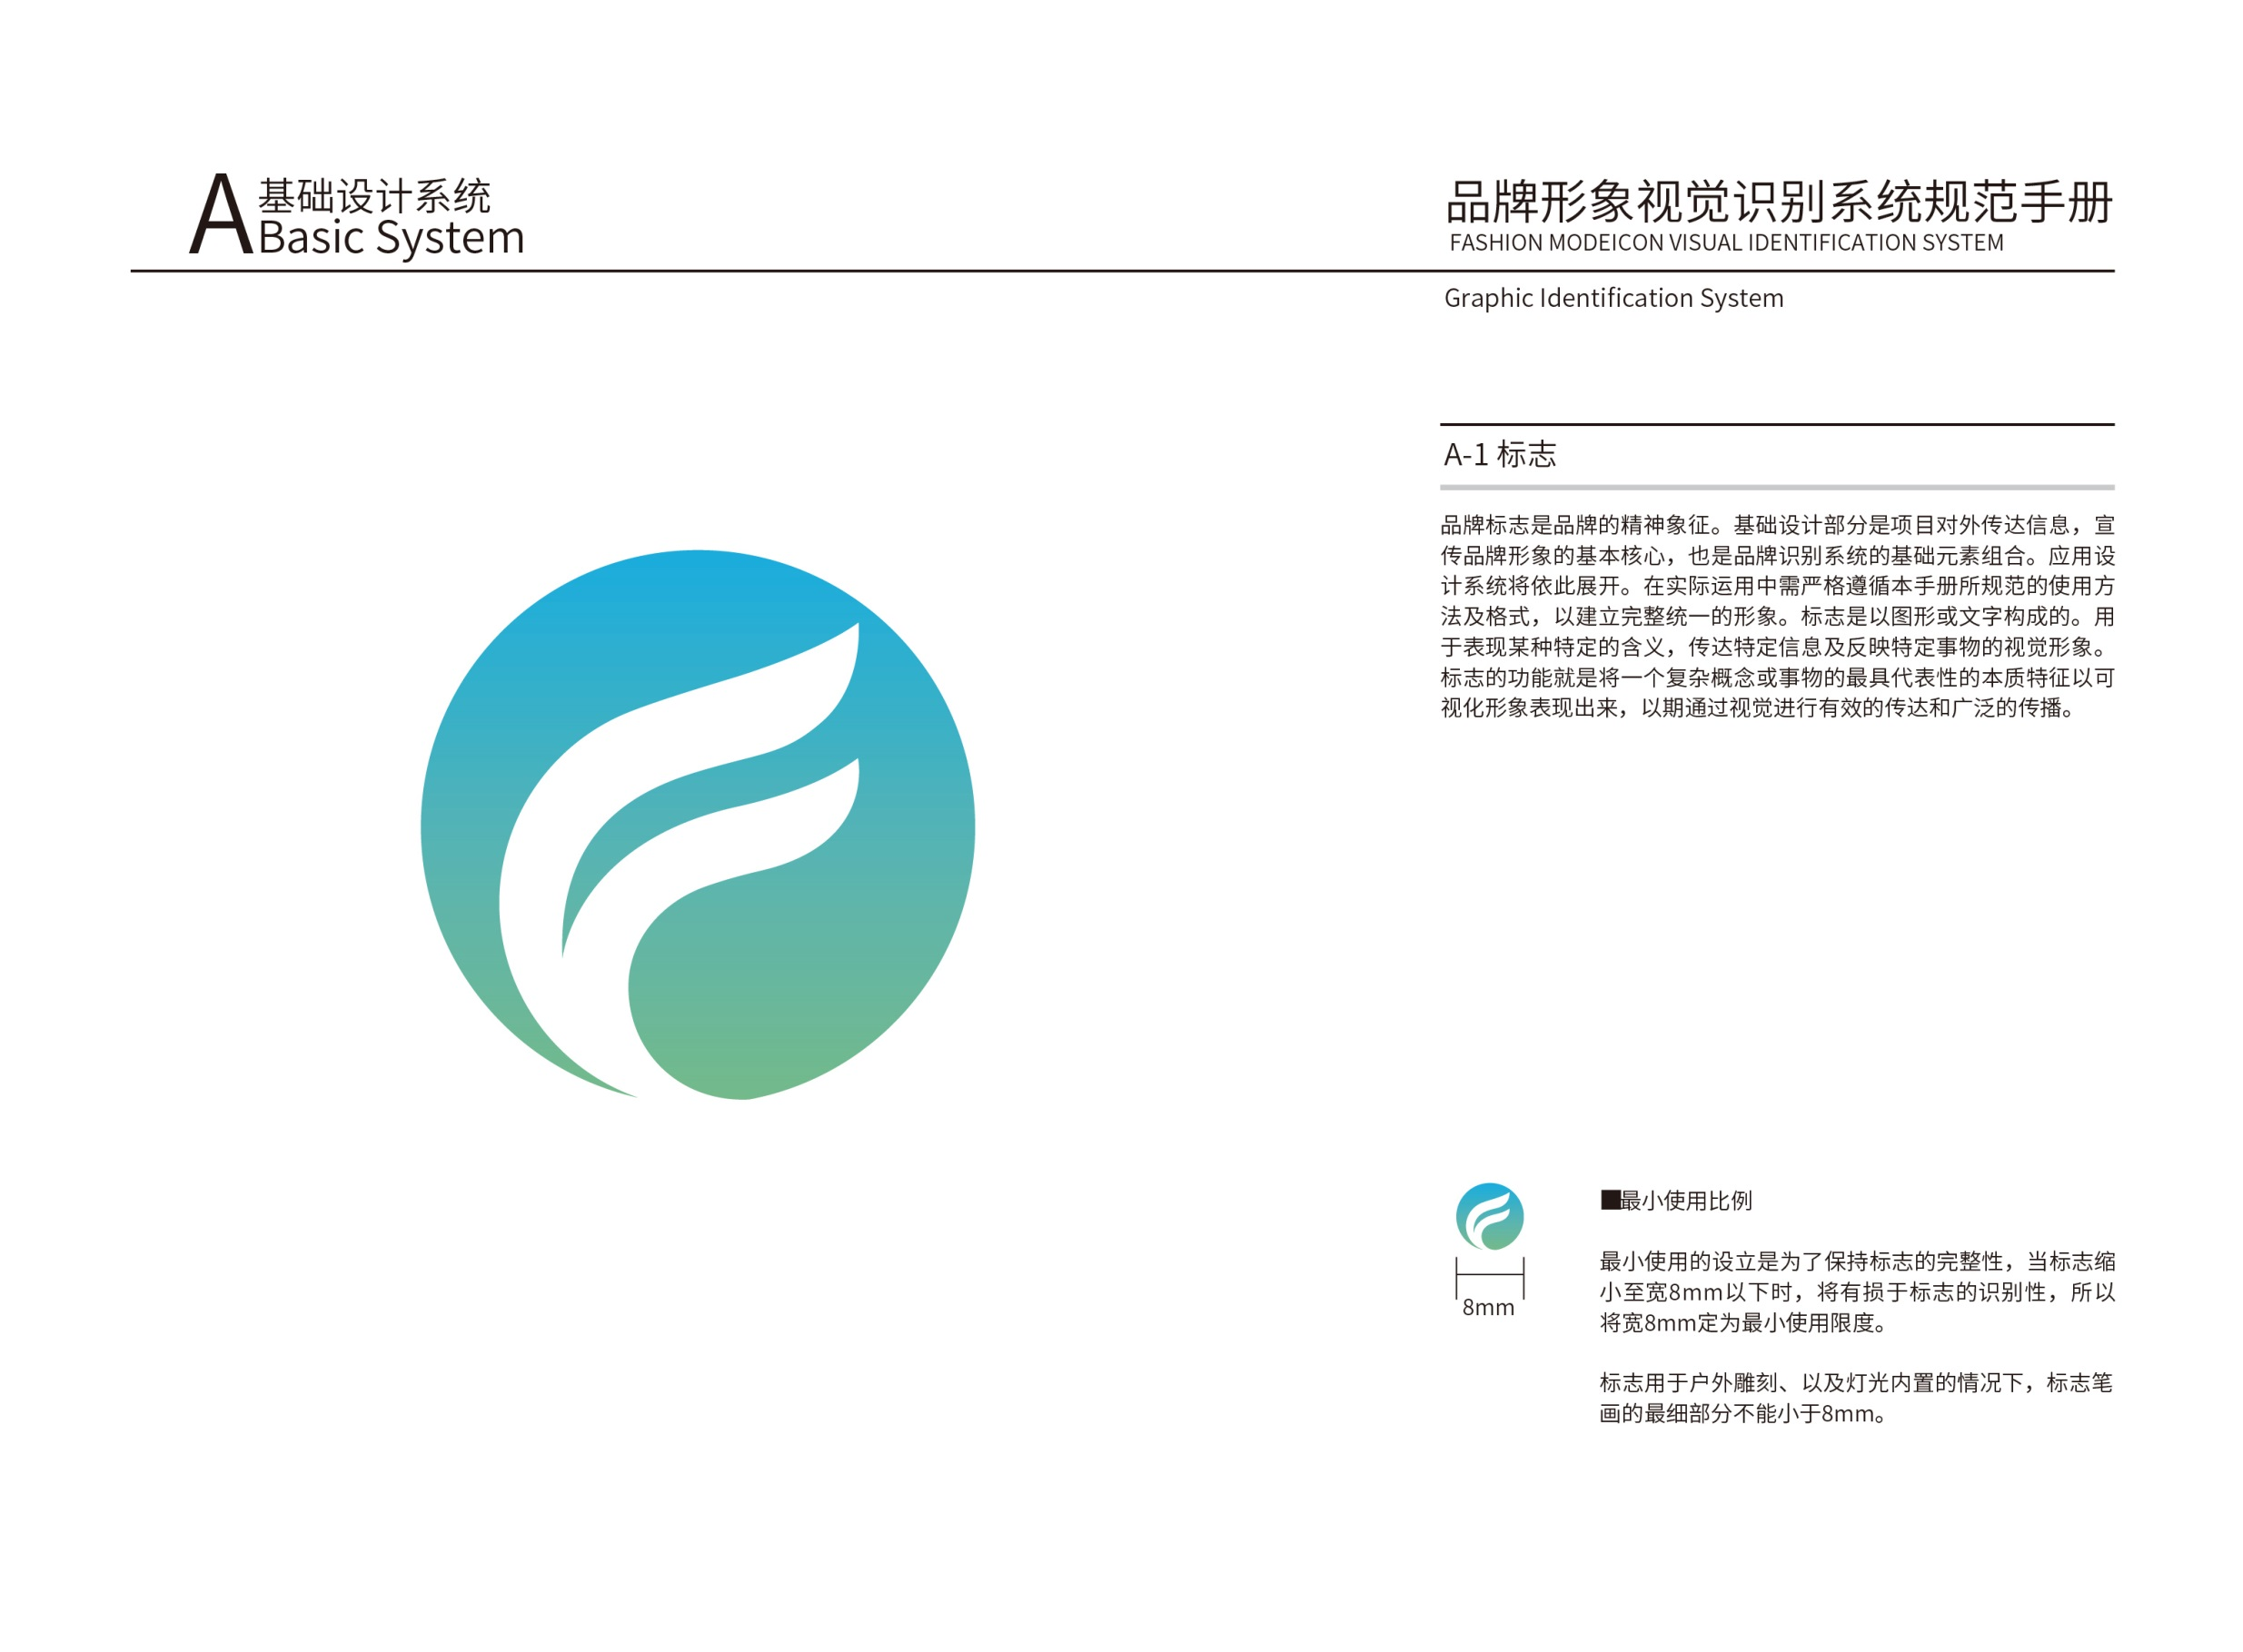 A
基础设计系统
Basic System
品牌形象视觉识别系统规范手册
FASHION MODEICON VISUAL IDENTIFICATION SYSTEM
Graphic Identification System
A-1 标志
品牌标志是品牌的精神象征。基础设计部分是项目对外传达信息，宣
传品牌形象的基本核心，也是品牌识别系统的基础元素组合。应用设
计系统将依此展开。在实际运用中需严格遵循本手册所规范的使用方
法及格式，以建立完整统一的形象。标志是以图形或文字构成的。用
于表现某种特定的含义，传达特定信息及反映特定事物的视觉形象。
标志的功能就是将一个复杂概念或事物的最具代表性的本质特征以可
视化形象表现出来，以期通过视觉进行有效的传达和广泛的传播。
8mm
■最小使用比例
最小使用的设立是为了保持标志的完整性，当标志缩
小至宽8mm以下时，将有损于标志的识别性，所以
将宽8mm定为最小使用限度。
标志用于户外雕刻、以及灯光内置的情况下，标志笔
画的最细部分不能小于8mm。